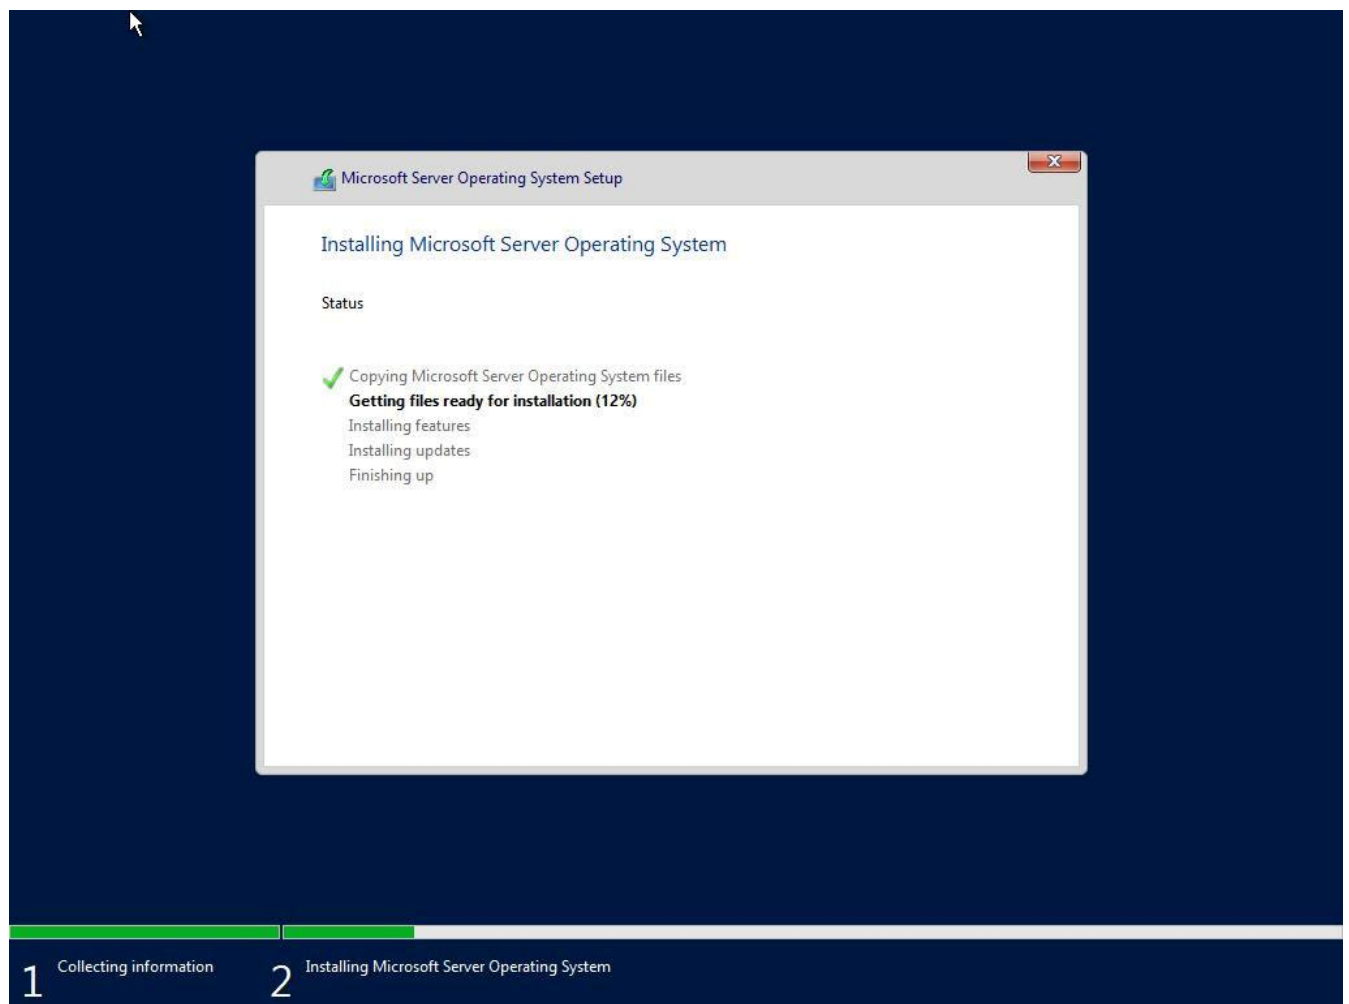 Microsoft Server Operating System Setup
Installing Microsoft Server Operating System
Status
Copying Microsoft Server Operating System files
Getting files ready for installation (12%)
Installing features
Installing updates
Finishing up
1 Collecting information
2 Installing Microsoft Server Operating System